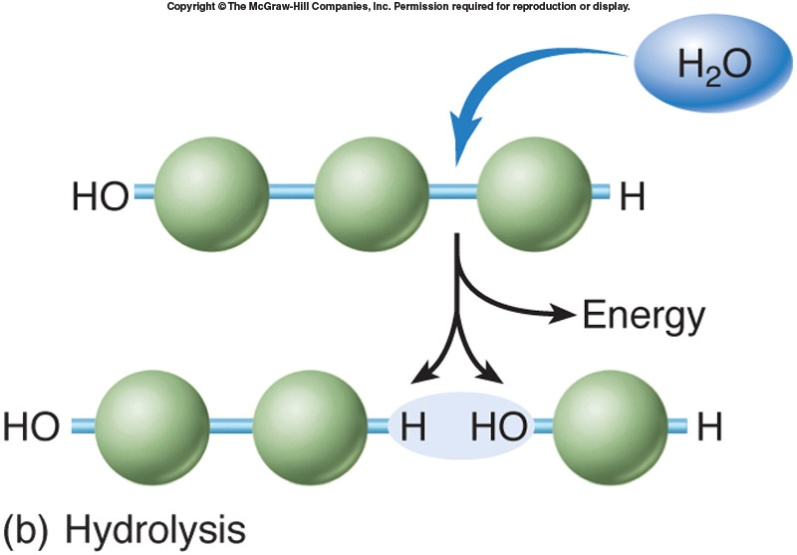 Copyright © The McGraw-Hill Companies, Inc. Permission required for reproduction or display.
H₂O
HO H
Energy
HO H HO H
(b) Hydrolysis